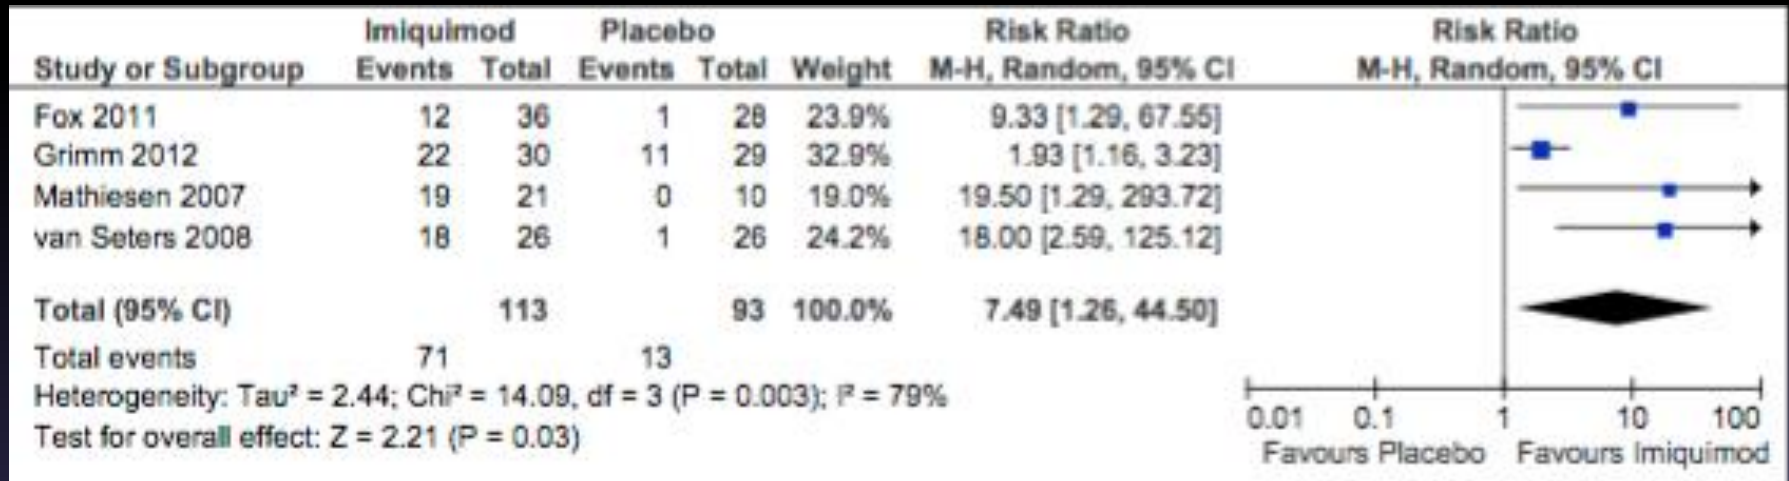 Imiquimod Placebo Risk Ratio Risk Ratio
Study or Subgroup Events Total Events Total Weight M-H, Random, 95% CI M-H, Random, 95% CI
Fox 2011 12 36 1 28 23.9% 9.33 [1.29, 67.55]
Grimm 2012 22 30 11 29 32.9% 1.93 [1.16, 3.23]
Mathiesen 2007 19 21 0 10 19.0% 19.50 [1.29, 293.72]
van Seters 2008 18 26 1 26 24.2% 18.00 [2.59, 125.12]
Total (95% CI) 113 93 100.0% 7.49 [1.26, 44.50]
Total events 71 13
Heterogeneity: Tau² = 2.44; Chi² = 14.09, df = 3 (P = 0.003); I² = 79%
Test for overall effect: Z = 2.21 (P = 0.03)
0.01 0.1 1 10 100
Favours Placebo Favours Imiquimod